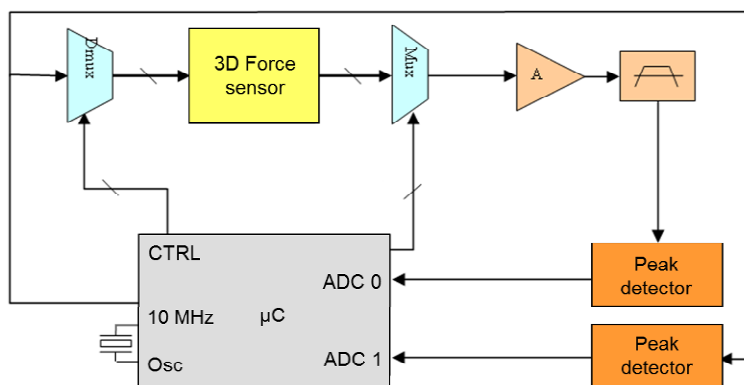 Dmux
3D Force
sensor
Mux
A
CTRL
ADC 0
10 MHz
µC
Osc
ADC 1
Peak
detector
Peak
detector